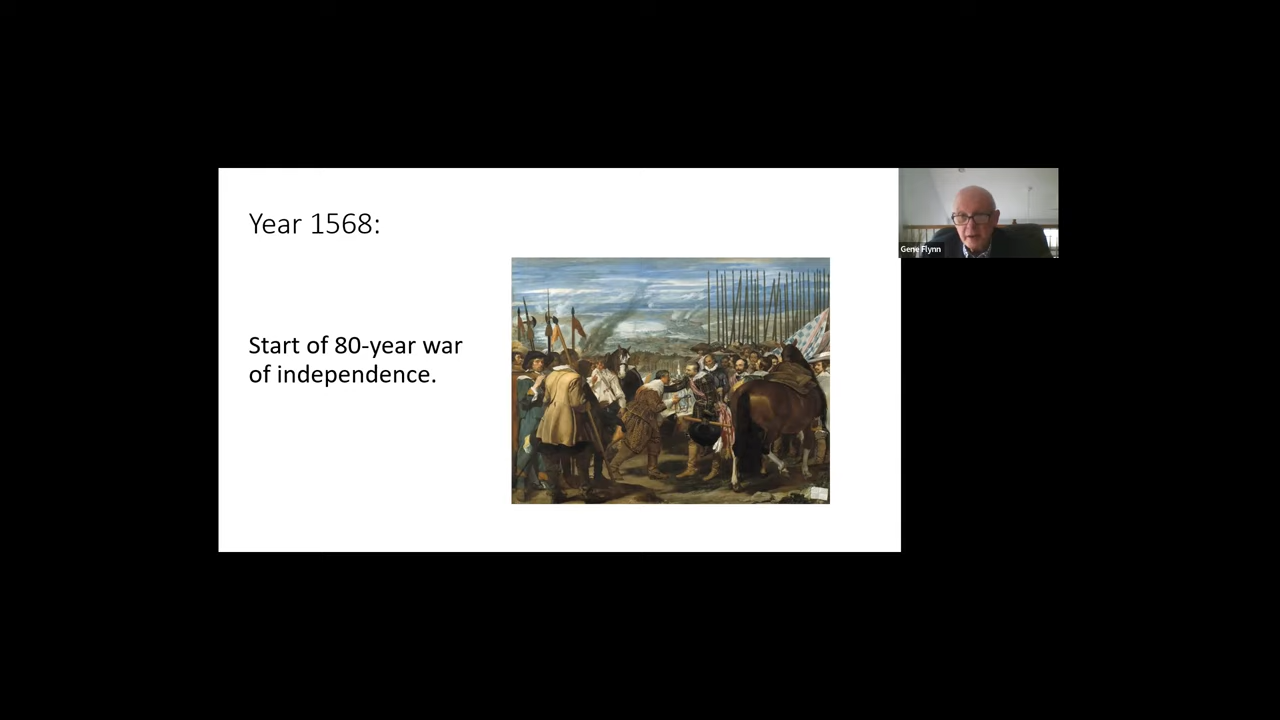 Year 1568:
Start of 80-year war
of independence.
Gene Flynn